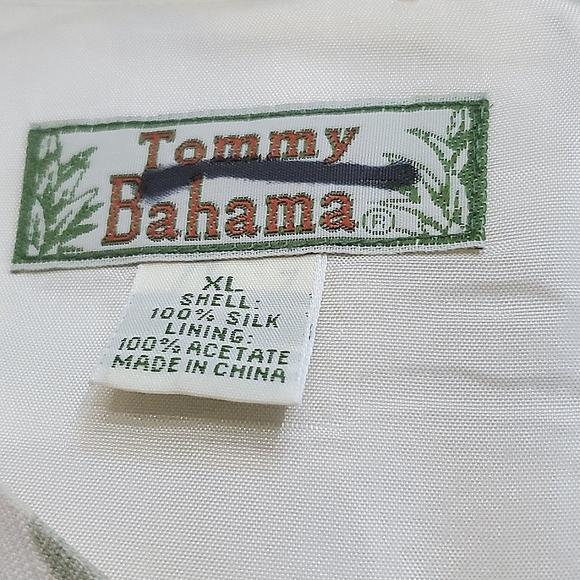 Tommy
Bahama®
XL
SHELL:
100% SILK
LINING:
100% ACETATE
MADE IN CHINA